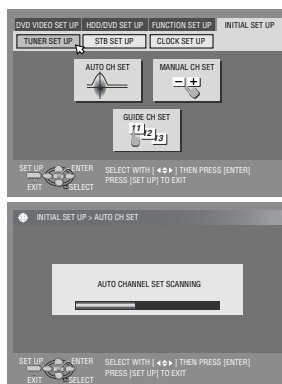 DVD VIDEO SET UP HDD/DVD SET UP FUNCTION SET UP INITIAL SET UP
TUNER SET UP STB SET UP CLOCK SET UP
AUTO CH SET MANUAL CH SET
GUIDE CH SET
11 12 13
SET UP ENTER SELECT WITH [ ◄♦► ] THEN PRESS [ENTER]
EXIT SELECT PRESS [SET UP] TO EXIT
INITIAL SET UP > AUTO CH SET
AUTO CHANNEL SET SCANNING
SET UP ENTER SELECT WITH [ ◄♦► ] THEN PRESS [ENTER]
EXIT SELECT PRESS [SET UP] TO EXIT